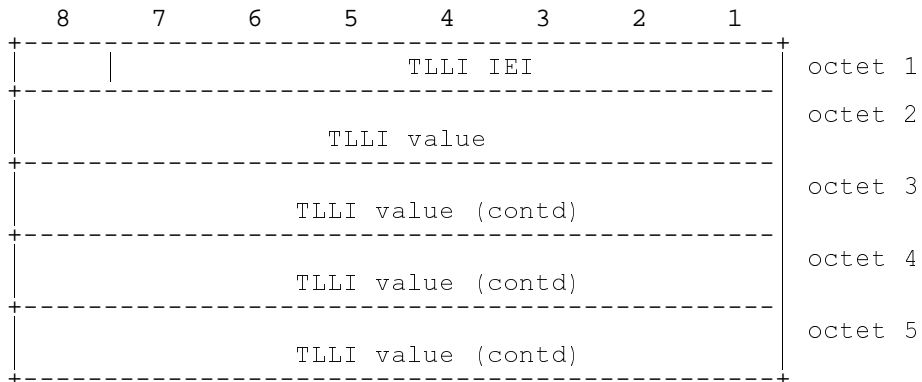 8 7 6 5 4 3 2 1
TLLI IEI octet 1
octet 2
TLLI value
octet 3
TLLI value (contd)
octet 4
TLLI value (contd)
octet 5
TLLI value (contd)